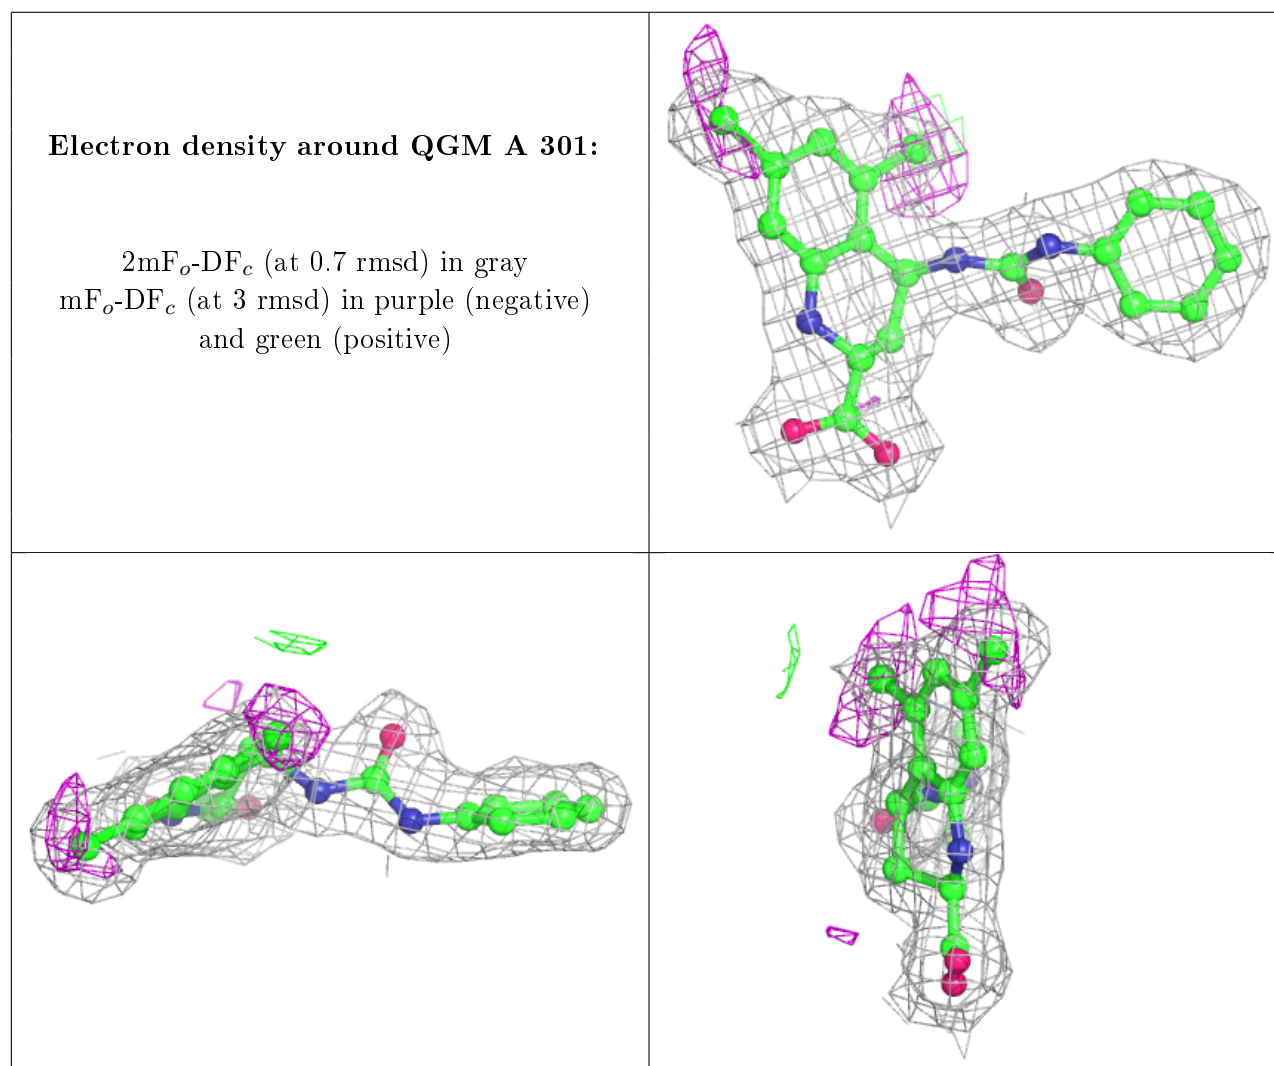 Electron density around QGM A 301:
2mFo-DFc (at 0.7 rmsd) in gray
mFo-DFc (at 3 rmsd) in purple (negative)
and green (positive)